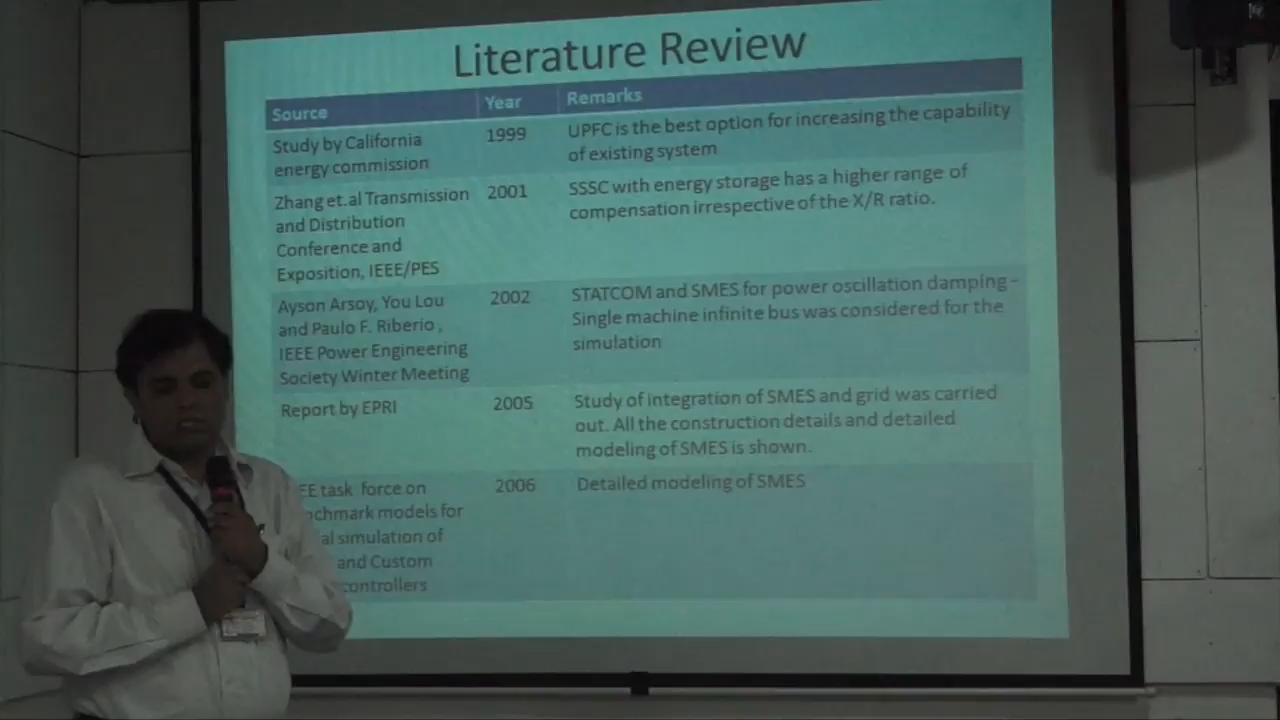 Literature Review
Source Year Remarks
Study by California
energy commission
1999
UPFC is the best option for increasing the capability
of existing system
Zhang et.al Transmission
and Distribution
Conference and
Exposition, IEEE/PES
2001
SSSC with energy storage has a higher range of
compensation irrespective of the X/R ratio.
Ayson Arsoy, You Lou
and Paulo F. Riberio ,
IEEE Power Engineering
Society Winter Meeting
2002
STATCOM and SMES for power oscillation damping -
Single machine infinite bus was considered for the
simulation
Report by EPRI
2005
Study of integration of SMES and grid was carried
out. All the construction details and detailed
modeling of SMES is shown.
task force on
models for
simulation of
and Custom
controllers
2006
Detailed modeling of SMES